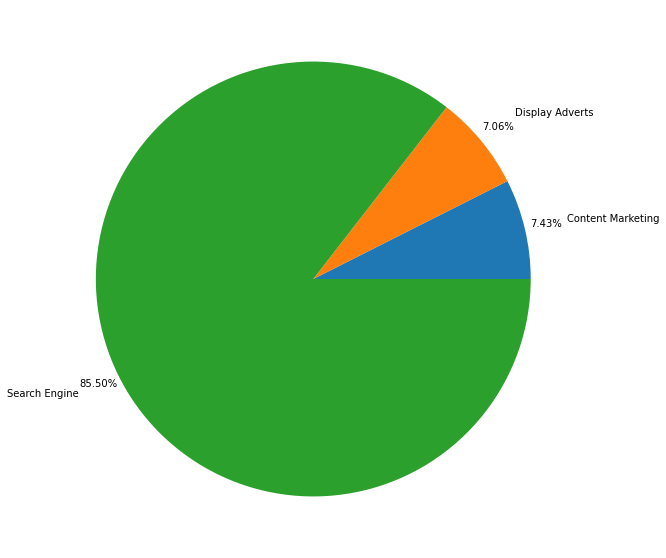 Display Adverts
7.06%
7.43%
Content Marketing
85.50%
Search Engine